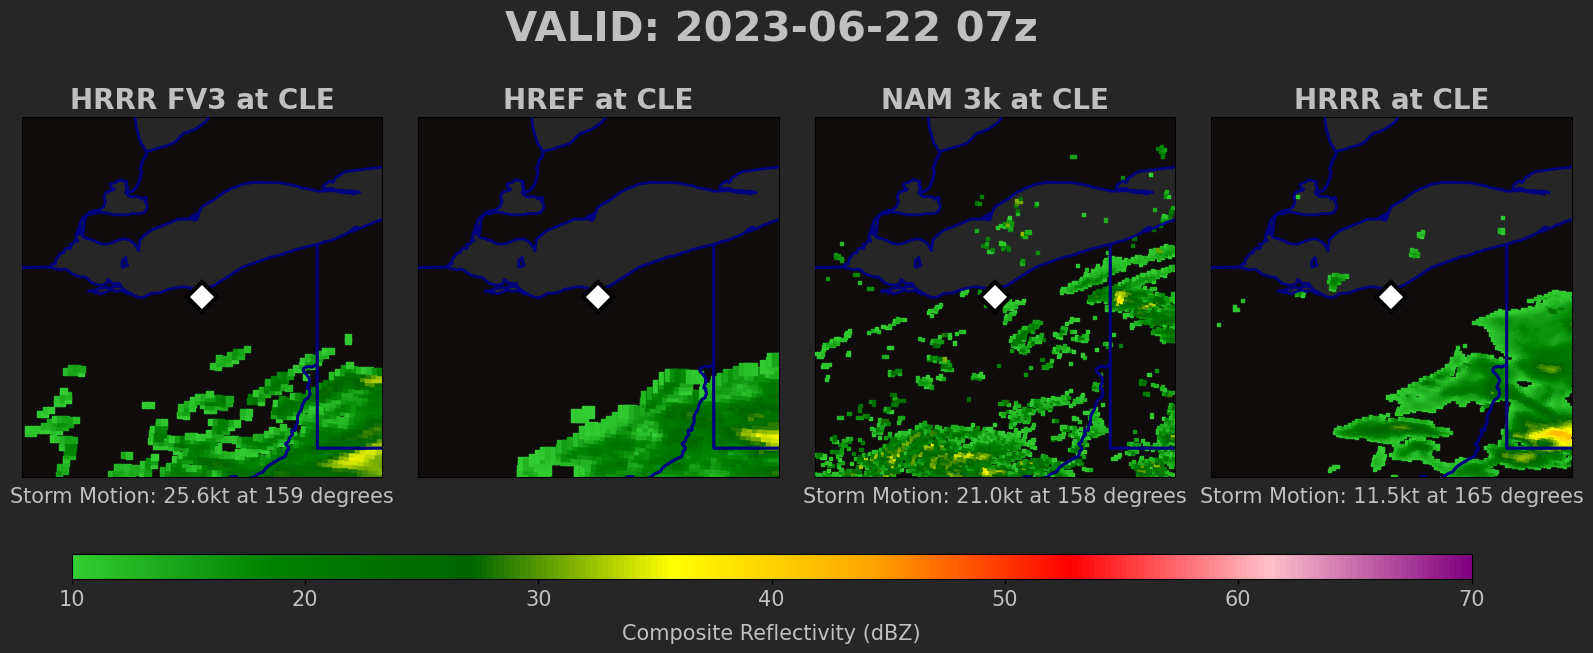 VALID: 2023-06-22 07z
HRRR FV3 at CLE
HREF at CLE
NAM 3k at CLE
HRRR at CLE
Storm Motion: 25.6kt at 159 degrees
Storm Motion: 21.0kt at 158 degrees
Storm Motion: 11.5kt at 165 degrees
10 20 30 40 50 60 70
Composite Reflectivity (dBZ)